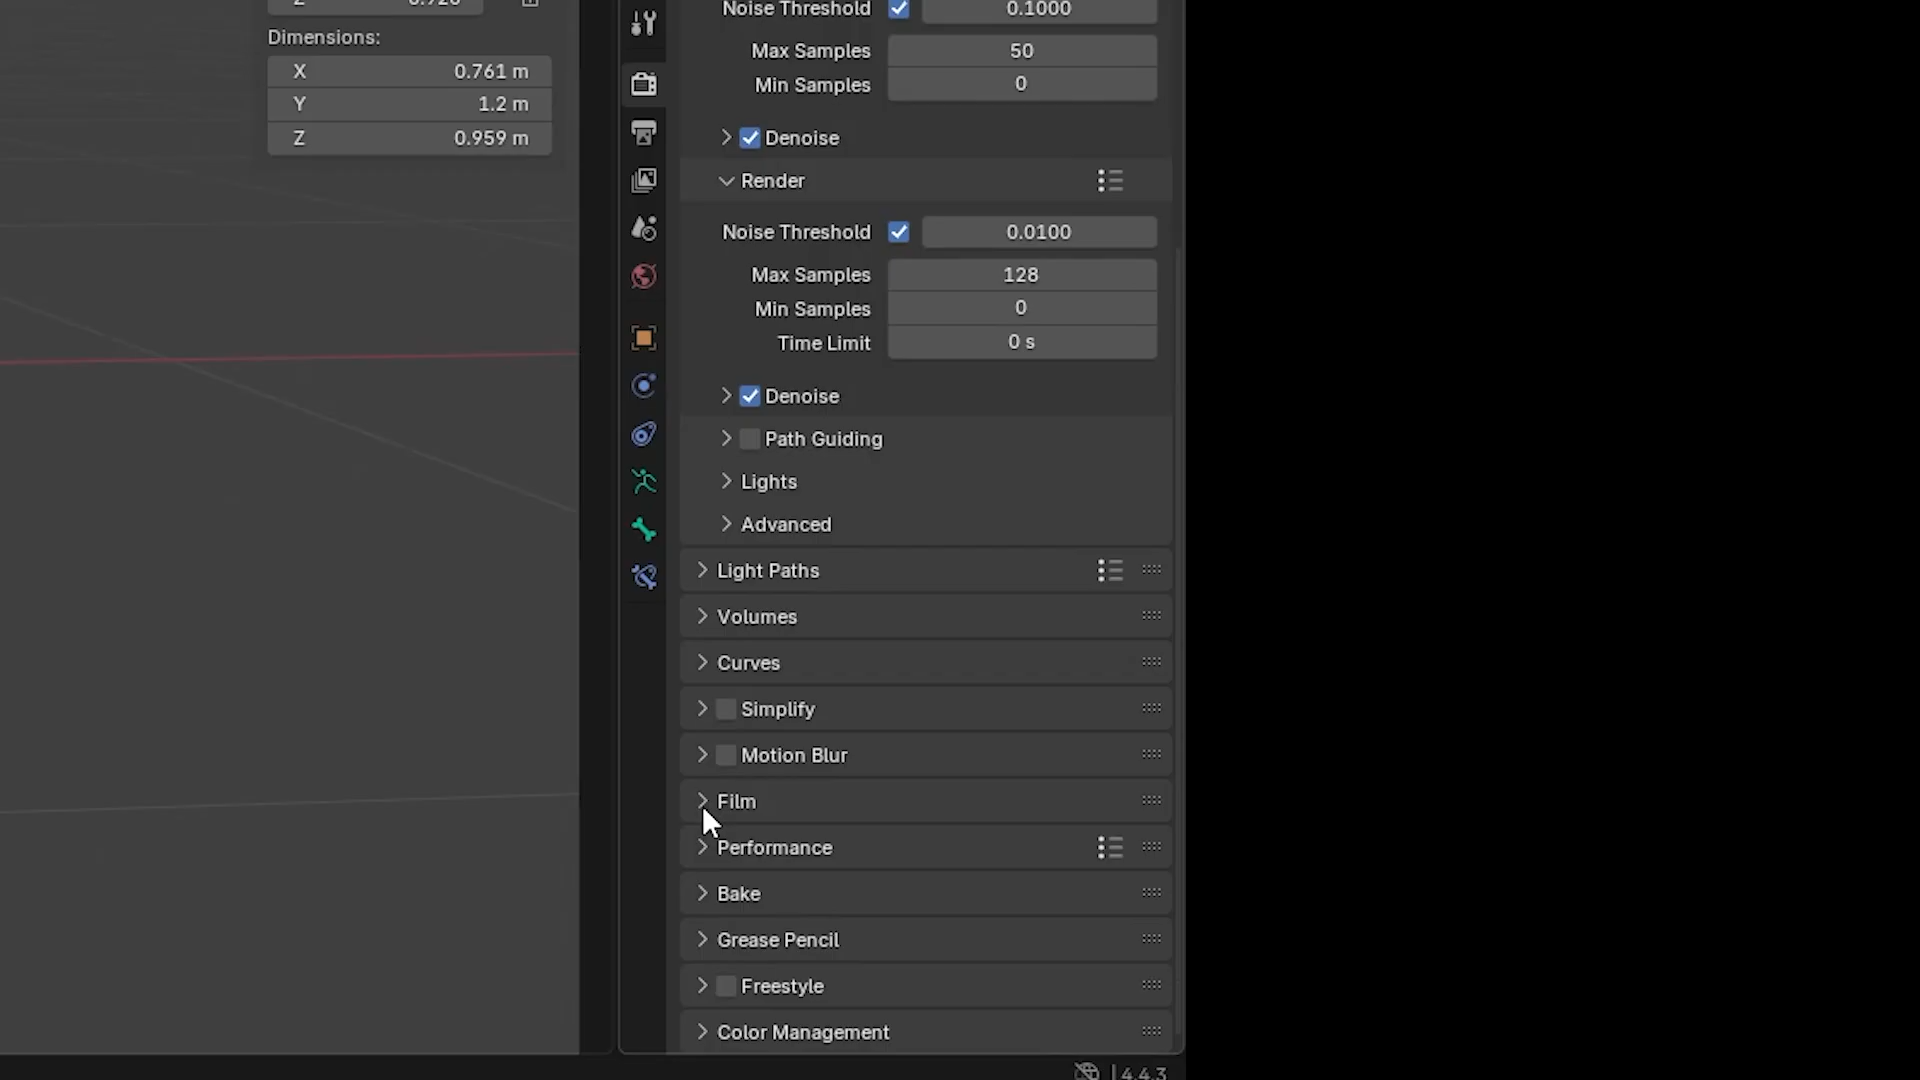 Dimensions:
X 0.761 m
Y 1.2 m
Z 0.959 m
Noise Threshold 0.1000
Max Samples 50
Min Samples 0
Denoise
Render
Noise Threshold 0.0100
Max Samples 128
Min Samples 0
Time Limit 0 s
Denoise
Path Guiding
Lights
Advanced
Light Paths
Volumes
Curves
Simplify
Motion Blur
Film
Performance
Bake
Grease Pencil
Freestyle
Color Management
4.4.3